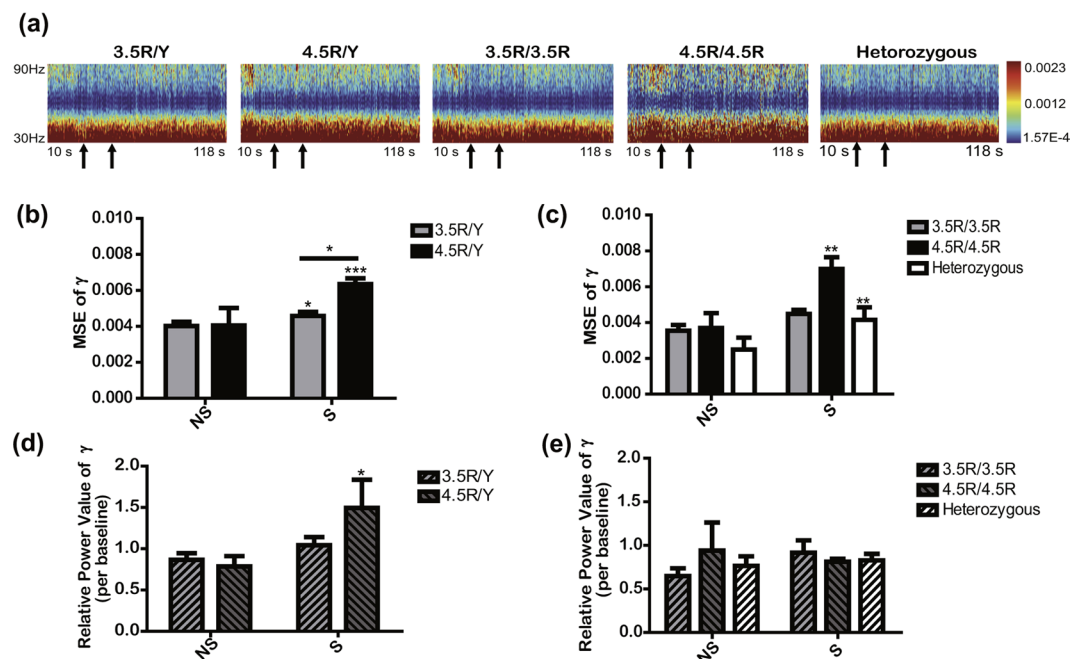 (a)
3.5R/Y 4.5R/Y 3.5R/3.5R 4.5R/4.5R Hetorozygous
90Hz
30Hz
10 s 118 s 10 s 118 s 10 s 118 s 10 s 118 s 10 s 118 s
0.0023
0.0012
1.57E-4
(b)
MSE of γ
0.010
0.008
0.006
0.004
0.002
0.000
NS
S
*
*
***
3.5R/Y
4.5R/Y
(c)
MSE of γ
0.010
0.008
0.006
0.004
0.002
0.000
NS
S
**
**
3.5R/3.5R
4.5R/4.5R
Heterozygous
(d)
Relative Power Value of γ
(per baseline)
2.0
1.5
1.0
0.5
0.0
NS
S
*
3.5R/Y
4.5R/Y
(e)
Relative Power Value of γ
(per baseline)
2.0
1.5
1.0
0.5
0.0
NS
S
3.5R/3.5R
4.5R/4.5R
Heterozygous